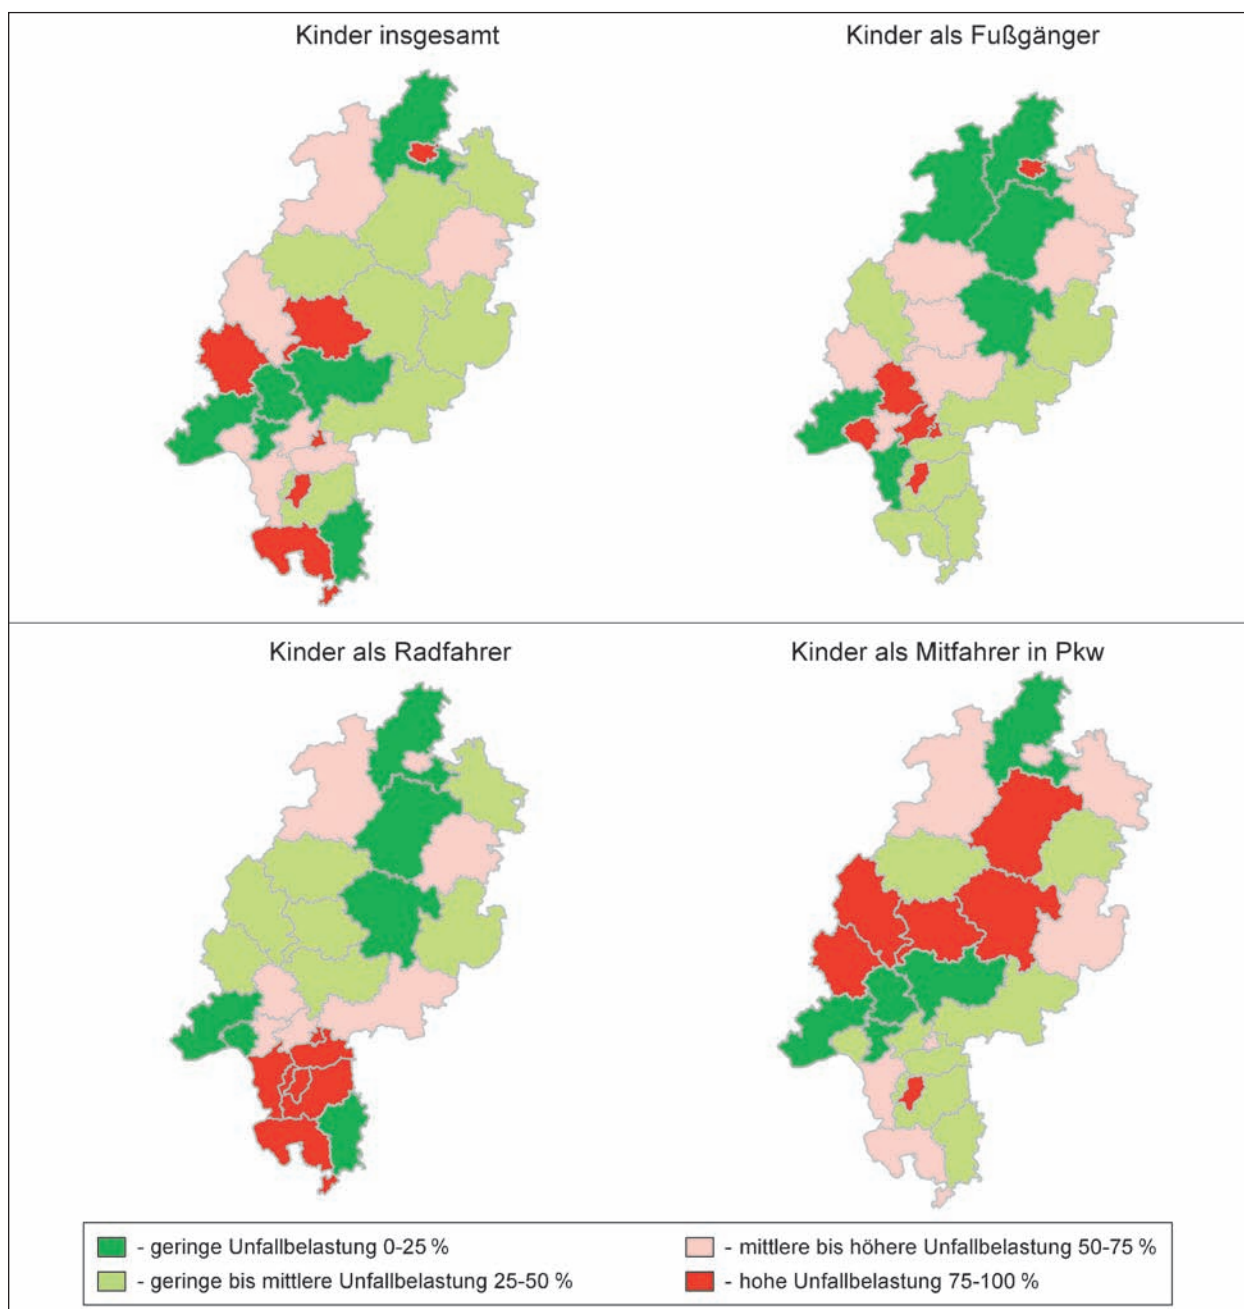 Kinder insgesamt
Kinder als Fußgänger
Kinder als Radfahrer
Kinder als Mitfahrer in Pkw
- geringe Unfallbelastung 0-25 %
- geringe bis mittlere Unfallbelastung 25-50 %
- mittlere bis höhere Unfallbelastung 50-75 %
- hohe Unfallbelastung 75-100 %